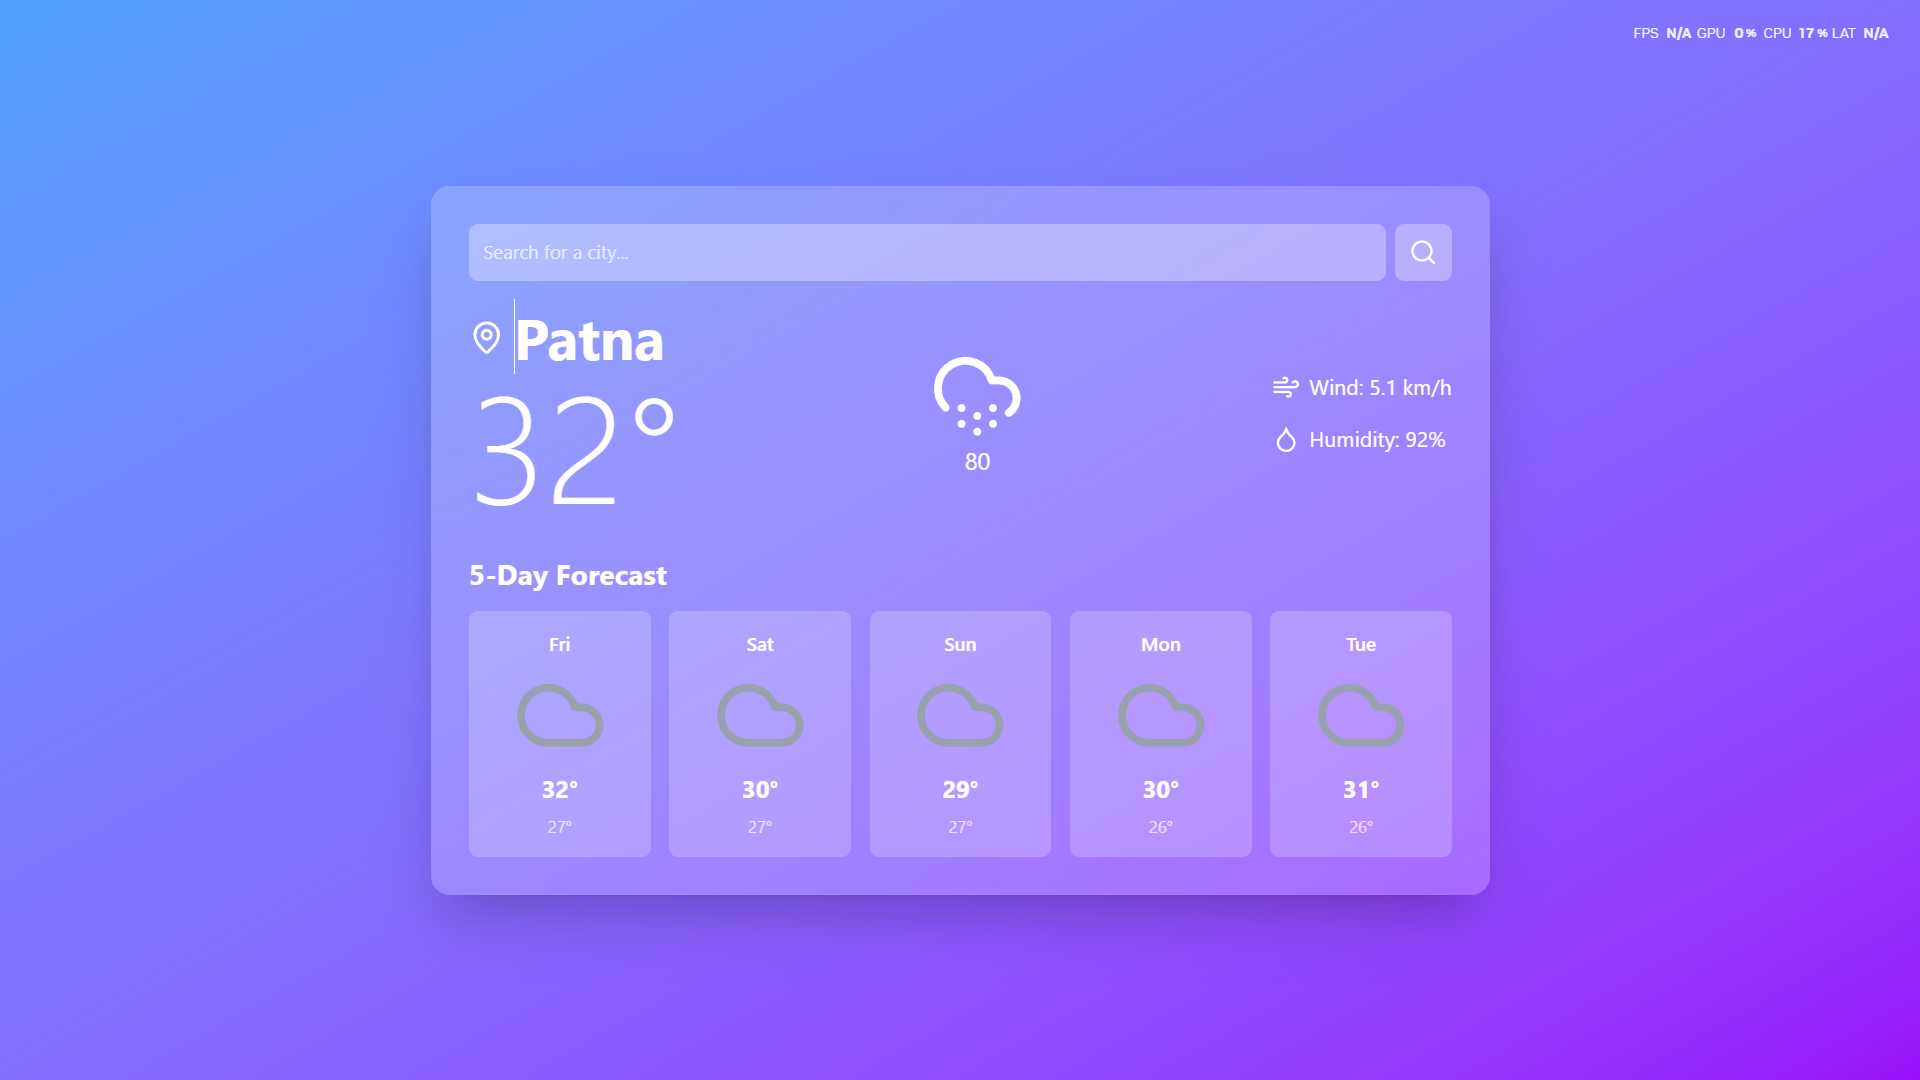 FPS N/A GPU 0% CPU 17% LAT N/A
Search for a city...
Patna
32°
80
Wind: 5.1 km/h
Humidity: 92%
5-Day Forecast
Fri
32°
27°
Sat
30°
27°
Sun
29°
27°
Mon
30°
26°
Tue
31°
26°